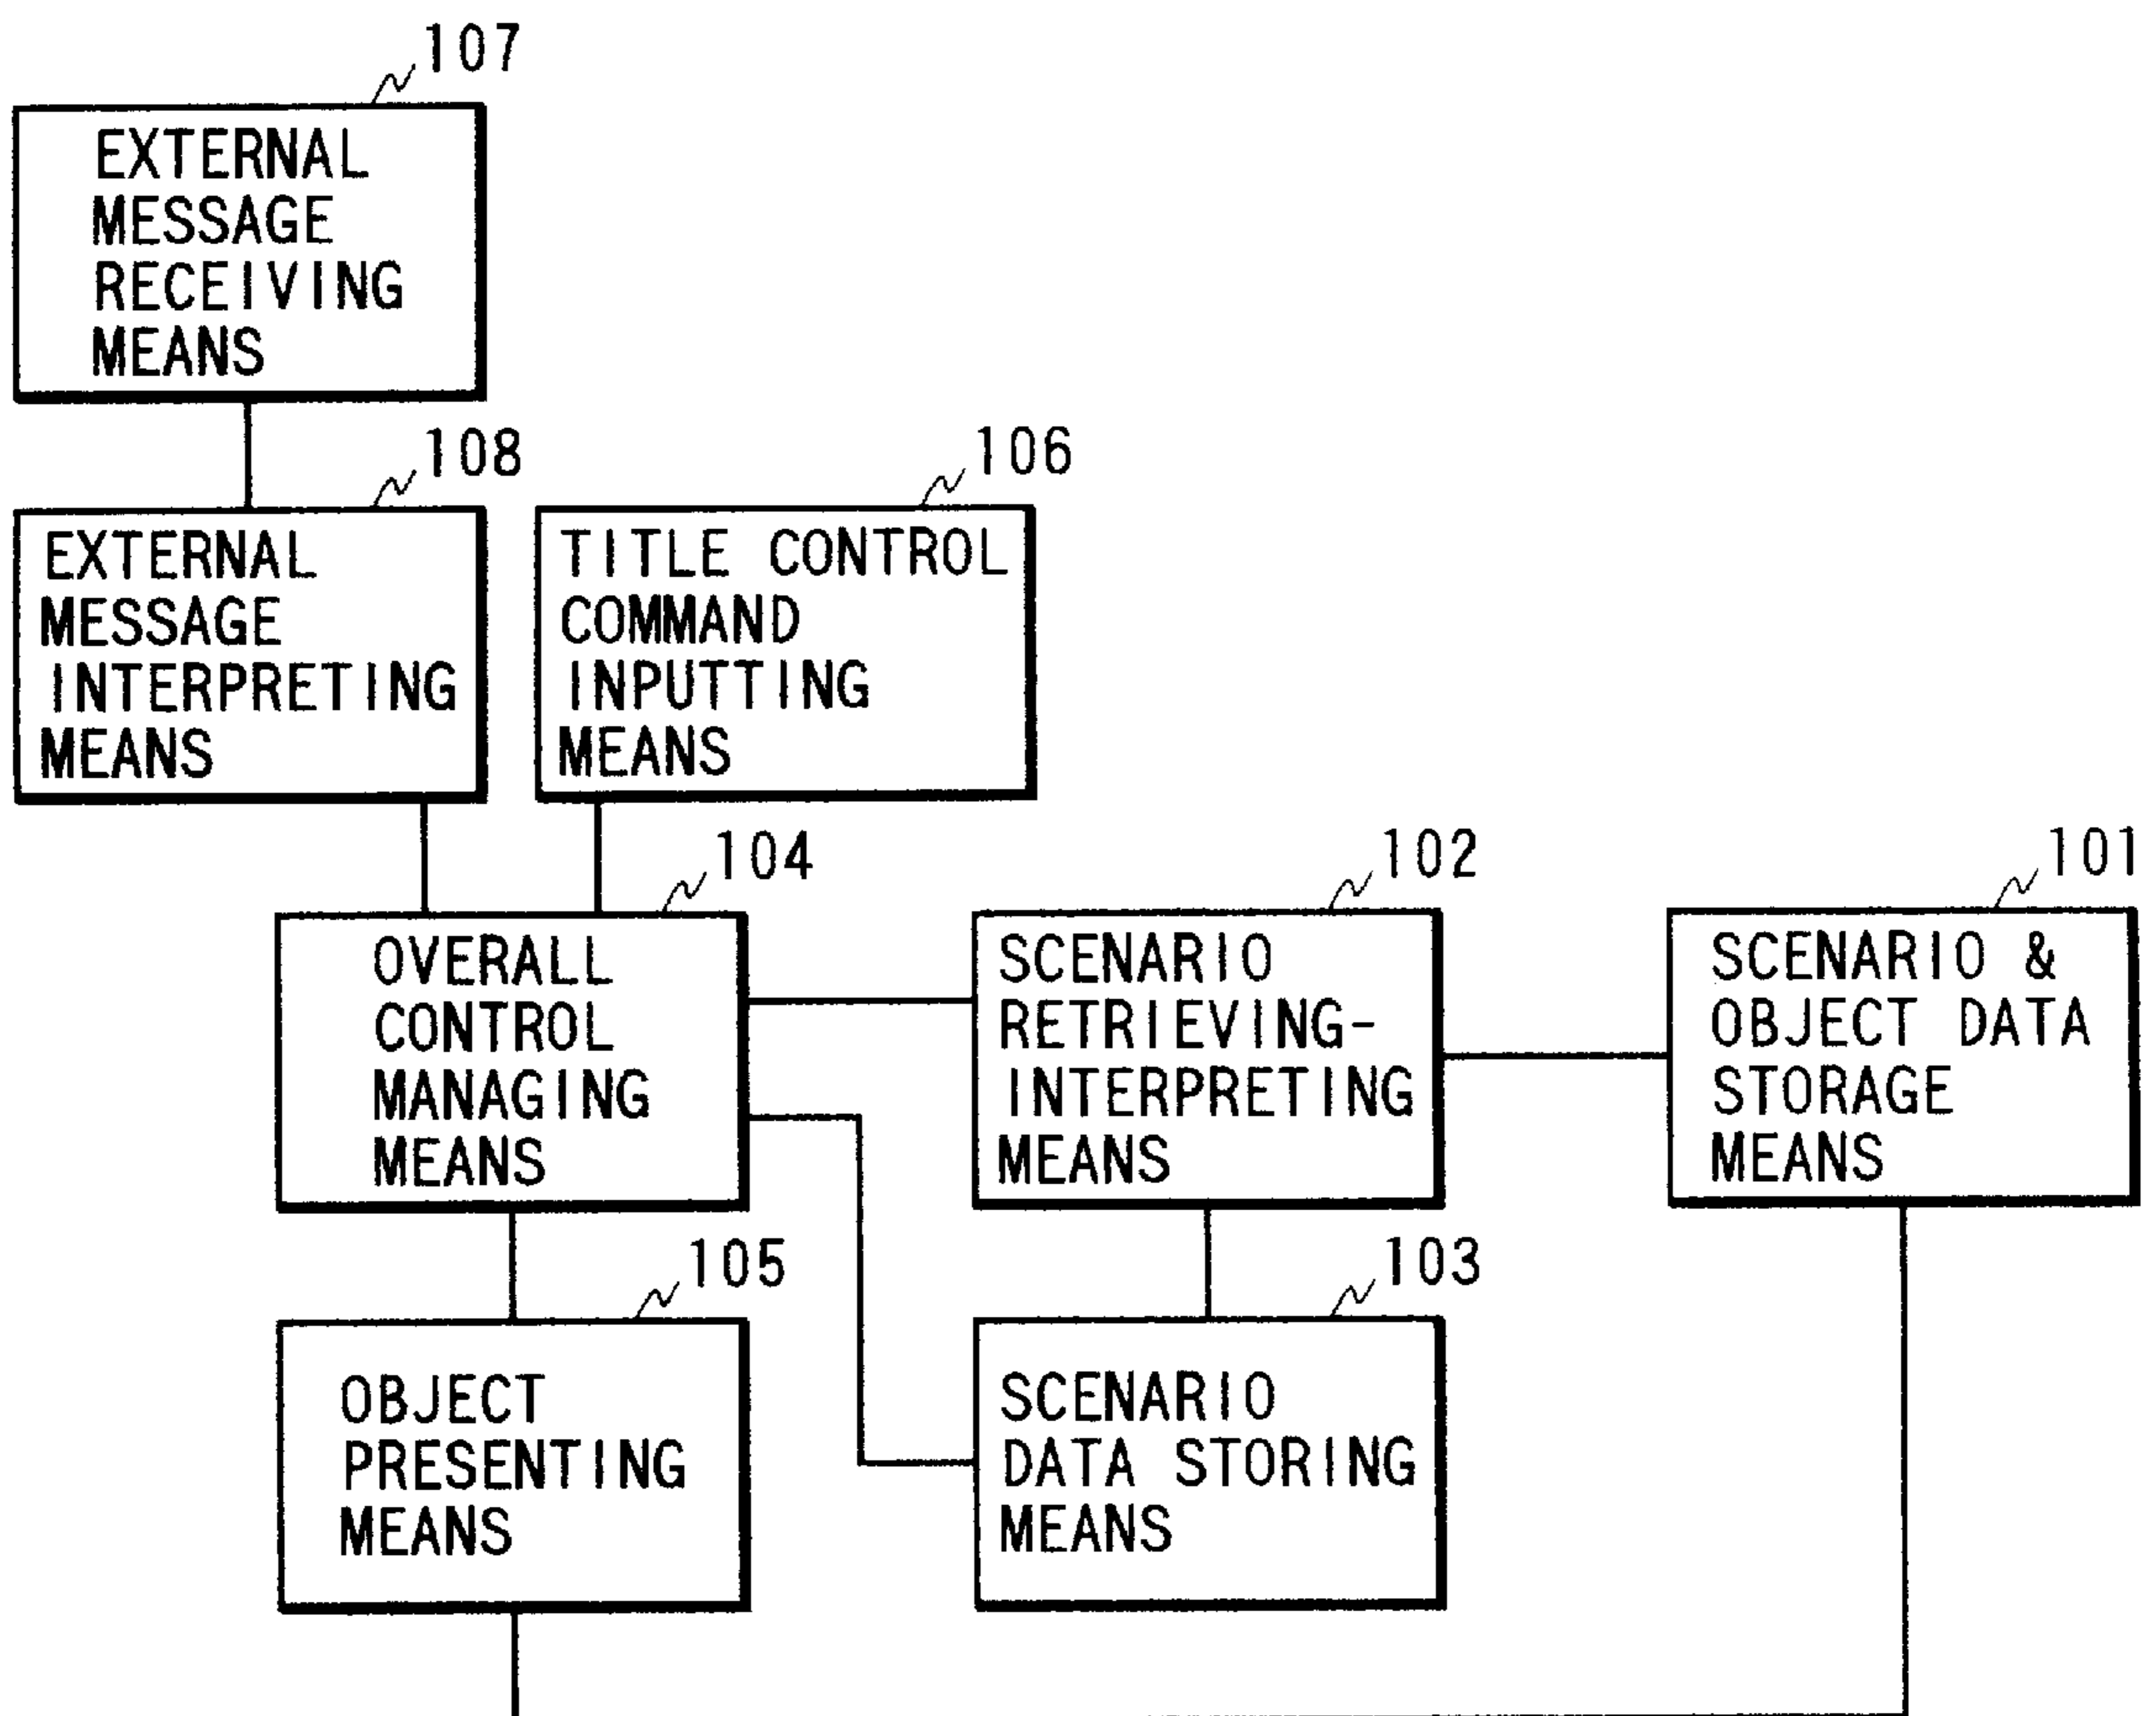 107
EXTERNAL
MESSAGE
RECEIVING
MEANS
108
EXTERNAL
MESSAGE
INTERPRETING
MEANS
106
TITLE CONTROL
COMMAND
INPUTTING
MEANS
104
OVERALL
CONTROL
MANAGING
MEANS
102
SCENARIO
RETRIEVING-
INTERPRETING
MEANS
101
SCENARIO &
OBJECT DATA
STORAGE
MEANS
105
OBJECT
PRESENTING
MEANS
103
SCENARIO
DATA STORING
MEANS